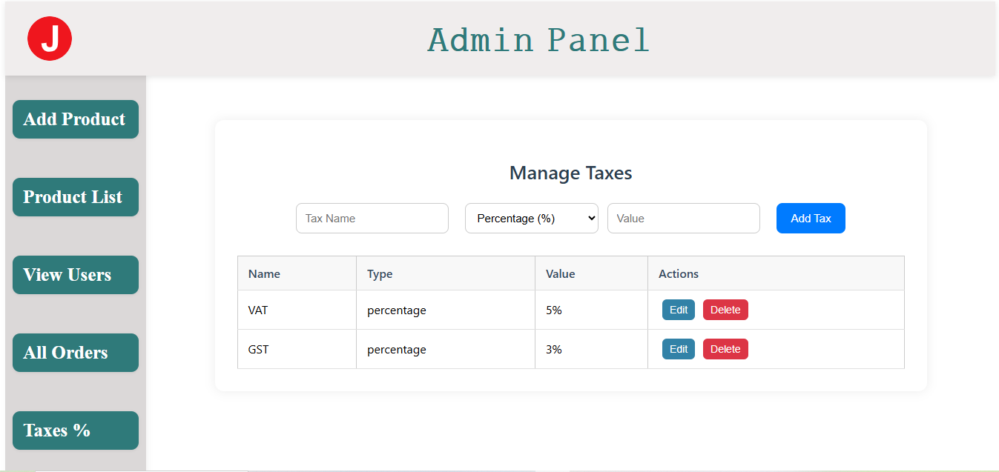 J
Admin Panel
Add Product
Product List
View Users
All Orders
Taxes %
Manage Taxes
Tax Name Percentage (%) Value Add Tax
Name Type Value Actions
VAT percentage 5% Edit Delete
GST percentage 3% Edit Delete